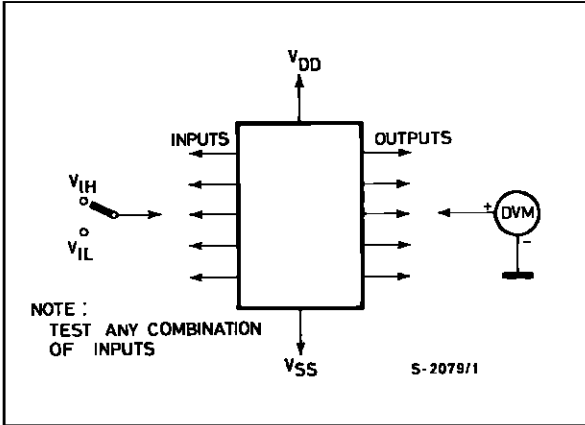 VDD
INPUTS
OUTPUTS
VIH
VIL
+
DVM
-
NOTE :
TEST ANY COMBINATION
OF INPUTS
VSS
S-2079/1